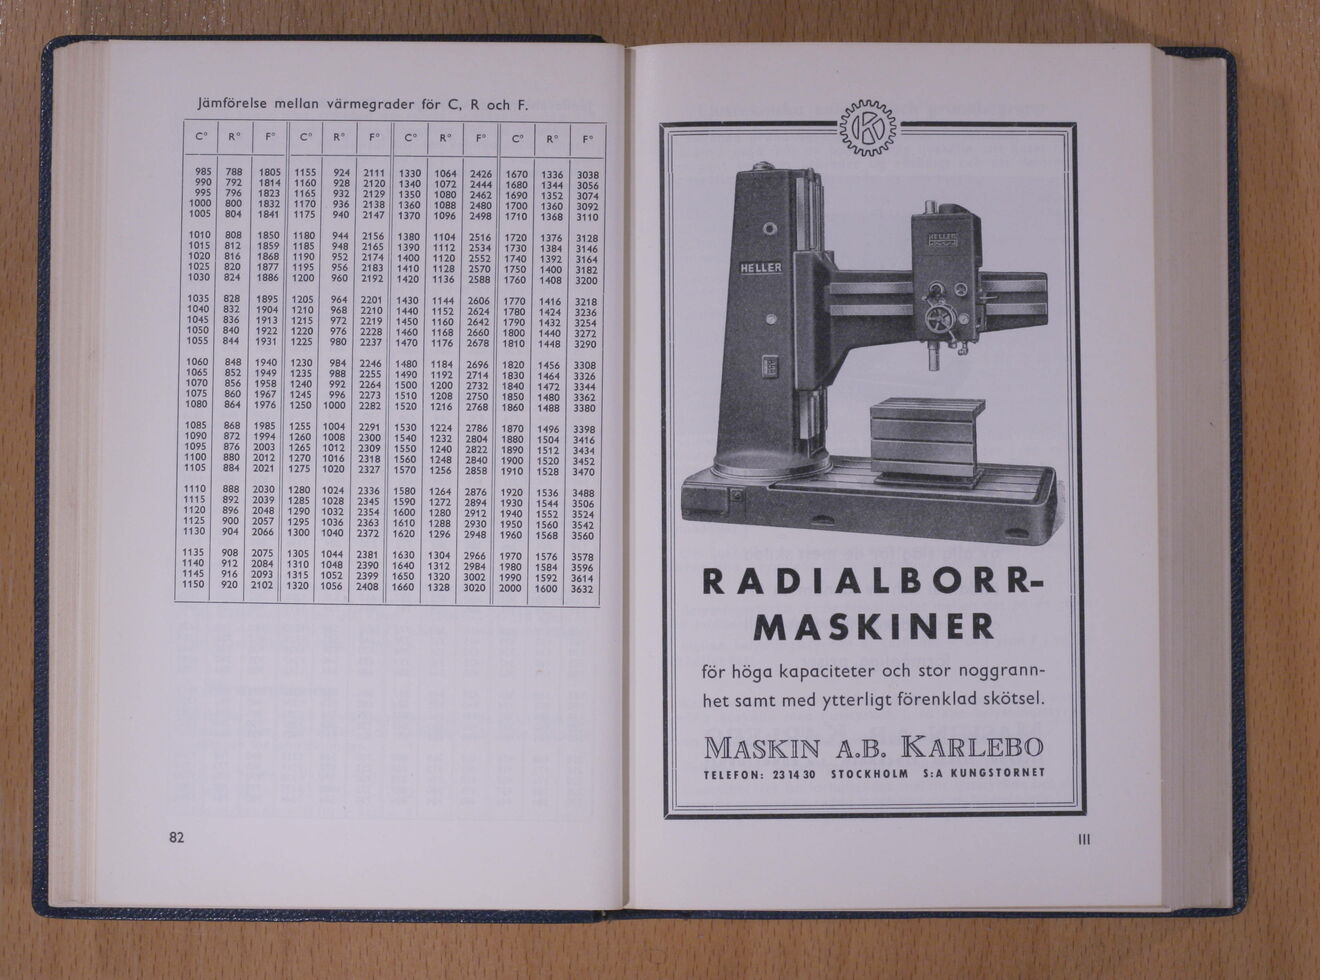 Jämförelse mellan värmegrader för C, R och F.
C° R° F° C° R° F° C° R° F° C° R° F°
985 788 1805 1155 924 2111 1330 1064 2426 1670 1336 3038
990 792 1814 1160 928 2120 1340 1072 2444 1680 1344 3056
995 796 1823 1165 932 2129 1350 1080 2462 1690 1352 3074
1000 800 1832 1170 936 2138 1360 1088 2480 1700 1360 3092
1005 804 1841 1175 940 2147 1370 1096 2498 1710 1368 3110
1010 808 1850 1180 944 2156 1380 1104 2516 1720 1376 3128
1015 812 1859 1185 948 2165 1390 1112 2534 1730 1384 3146
1020 816 1868 1190 952 2174 1400 1120 2552 1740 1392 3164
1025 820 1877 1195 956 2183 1410 1128 2570 1750 1400 3182
1030 824 1886 1200 960 2192 1420 1136 2588 1760 1408 3200
1035 828 1895 1205 964 2201 1430 1144 2606 1770 1416 3218
1040 832 1904 1210 968 2210 1440 1152 2624 1780 1424 3236
1045 836 1913 1215 972 2219 1450 1160 2642 1790 1432 3254
1050 840 1922 1220 976 2228 1460 1168 2660 1800 1440 3272
1055 844 1931 1225 980 2237 1470 1176 2678 1810 1448 3290
1060 848 1940 1230 984 2246 1480 1184 2696 1820 1456 3308
1065 852 1949 1235 988 2255 1490 1192 2714 1830 1464 3326
1070 856 1958 1240 992 2264 1500 1200 2732 1840 1472 3344
1075 860 1967 1245 996 2273 1510 1208 2750 1850 1480 3362
1080 864 1976 1250 1000 2282 1520 1216 2768 1860 1488 3380
1085 868 1985 1255 1004 2291 1530 1224 2786 1870 1496 3398
1090 872 1994 1260 1008 2300 1540 1232 2804 1880 1504 3416
1095 876 2003 1265 1012 2309 1550 1240 2822 1890 1512 3434
1100 880 2012 1270 1016 2318 1560 1248 2840 1900 1520 3452
1105 884 2021 1275 1020 2327 1570 1256 2858 1910 1528 3470
1110 888 2030 1280 1024 2336 1580 1264 2876 1920 1536 3488
1115 892 2039 1285 1028 2345 1590 1272 2894 1930 1544 3506
1120 896 2048 1290 1032 2354 1600 1280 2912 1940 1552 3524
1125 900 2057 1295 1036 2363 1610 1288 2930 1950 1560 3542
1130 904 2066 1300 1040 2372 1620 1296 2948 1960 1568 3560
1135 908 2075 1305 1044 2381 1630 1304 2966 1970 1576 3578
1140 912 2084 1310 1048 2390 1640 1312 2984 1980 1584 3596
1145 916 2093 1315 1052 2399 1650 1320 3002 1990 1592 3614
1150 920 2102 1320 1056 2408 1660 1328 3020 2000 1600 3632
82
HELLER
HELLER
RADIALBORR-
MASKINER
för höga kapaciteter och stor noggrann-
het samt med ytterligt förenklad skötsel.
MASKIN A.B. KARLEBO
TELEFON: 23 14 30 STOCKHOLM S:A KUNGSTORNET
III